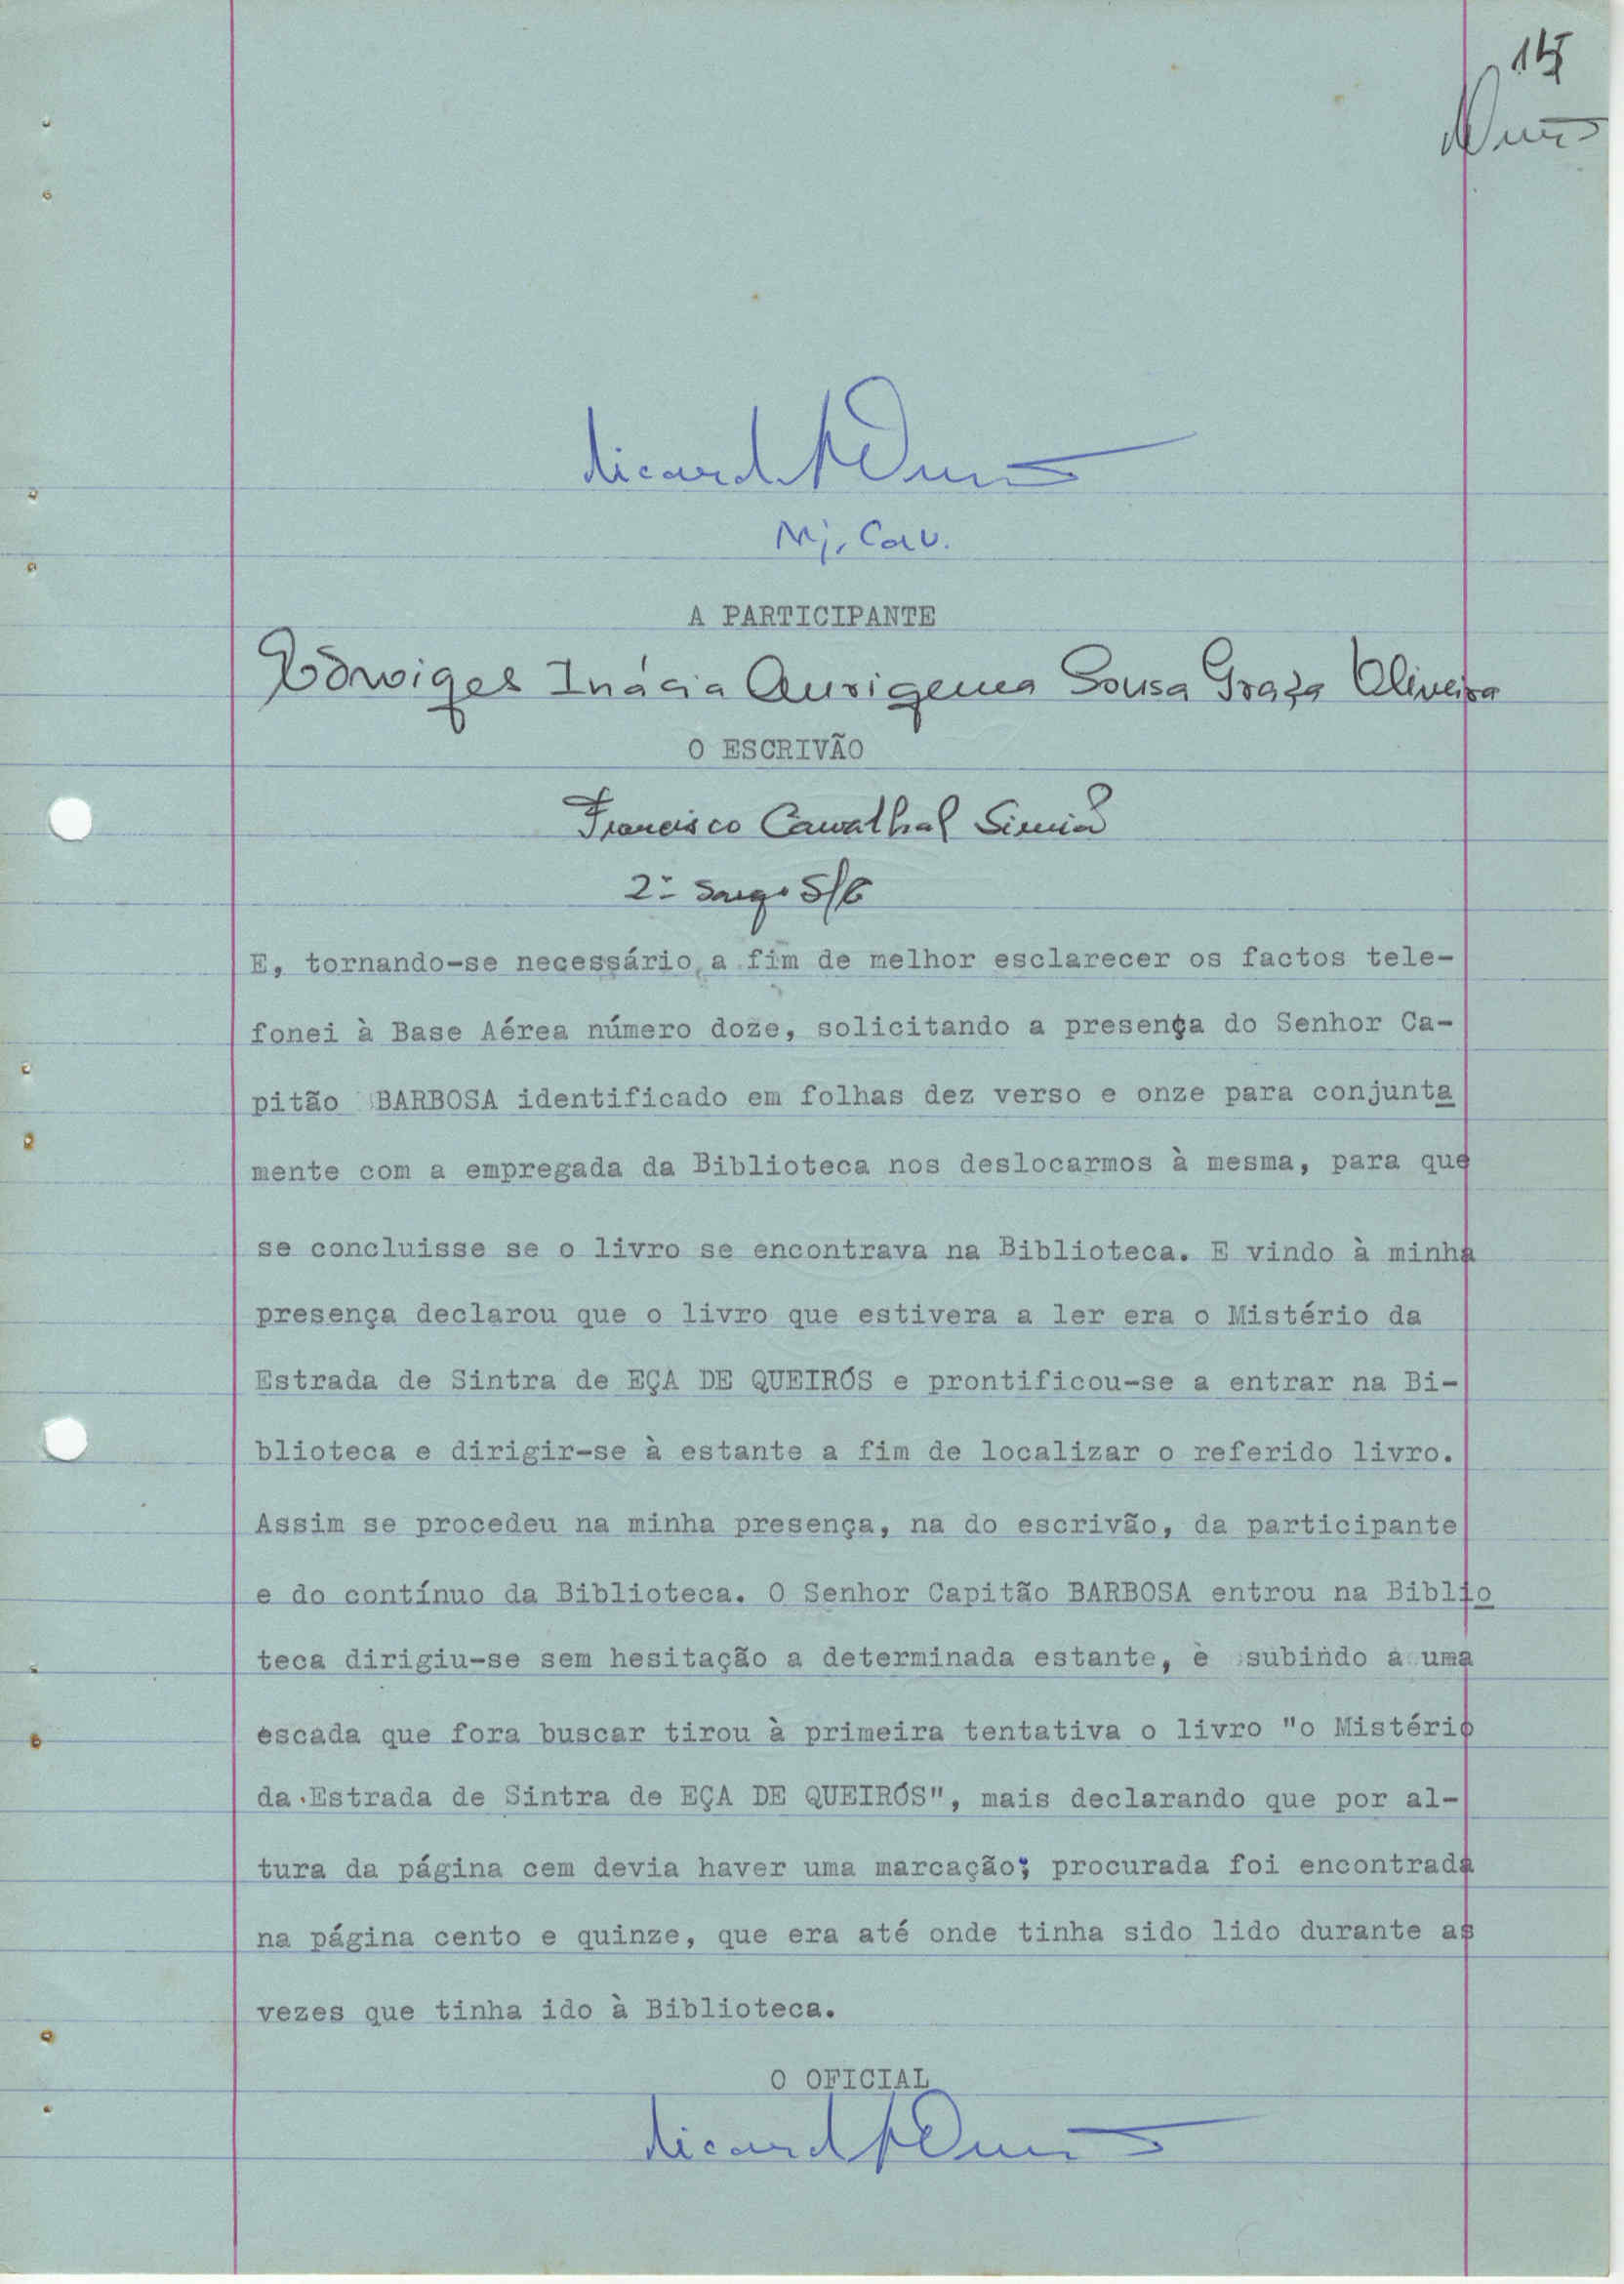 15
Ricard
Mj. Cav.
A PARTICIPANTE
Edwiges Inácia Aurigema Sousa Graça Oliveira
O ESCRIVÃO
Francisco Carvalhal Simião
2º Sarg. S/G
E, tornando-se necessário a fim de melhor esclarecer os factos tele-
fonei à Base Aérea número doze, solicitando a presença do Senhor Ca-
pitão BARBOSA identificado em folhas dez verso e onze para conjunta
mente com a empregada da Biblioteca nos deslocarmos à mesma, para que
se concluisse se o livro se encontrava na Biblioteca. E vindo à minha
presença declarou que o livro que estivera a ler era o Mistério da
Estrada de Sintra de EÇA DE QUEIRÓS e prontificou-se a entrar na Bi-
blioteca e dirigir-se à estante a fim de localizar o referido livro.
Assim se procedeu na minha presença, na do escrivão, da participante
e do contínuo da Biblioteca. O Senhor Capitão BARBOSA entrou na Biblio
teca dirigiu-se sem hesitação a determinada estante, e subindo a uma
escada que fora buscar tirou à primeira tentativa o livro "o Mistério
da Estrada de Sintra de EÇA DE QUEIRÓS", mais declarando que por al-
tura da página cem devia haver uma marcação; procurada foi encontrada
na página cento e quinze, que era até onde tinha sido lido durante as
vezes que tinha ido à Biblioteca.
O OFICIAL
Ricard